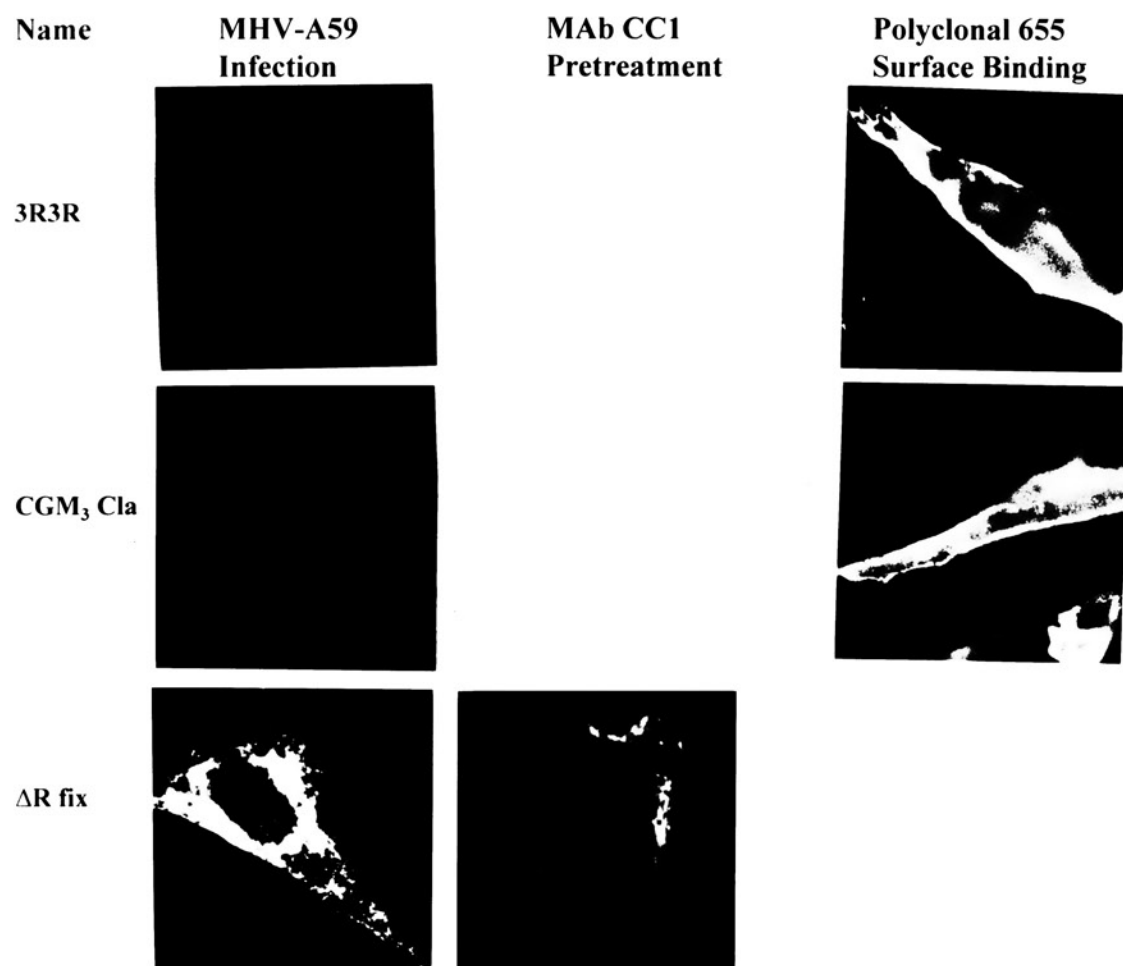 Name MHV-A59 MAb CC1 Polyclonal 655
Infection Pretreatment Surface Binding
3R3R
CGM₃ Cla
ΔR fix